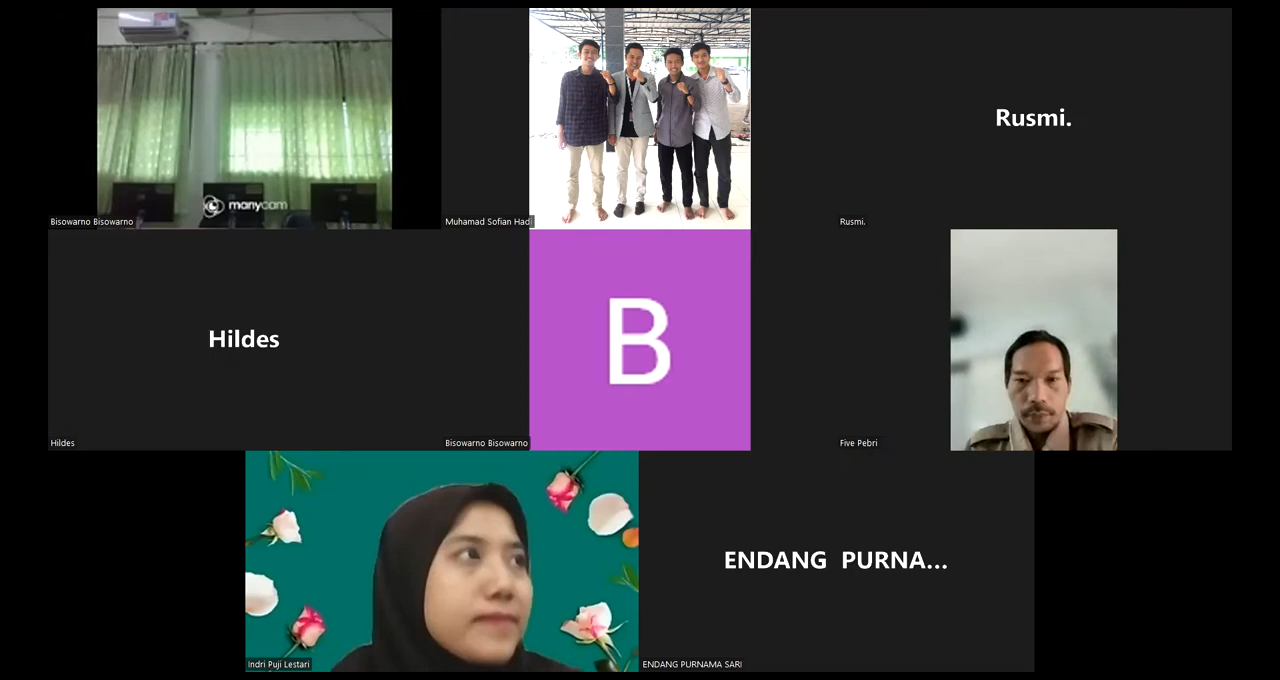 manycam
Bisowarno Bisowarno
Muhamad Sofian Hadi
Rusmi.
Rusmi.
Hildes
Hildes
B
Bisowarno Bisowarno
Five Pebri
Indri Puji Lestari
ENDANG PURNA...
ENDANG PURNAMA SARI